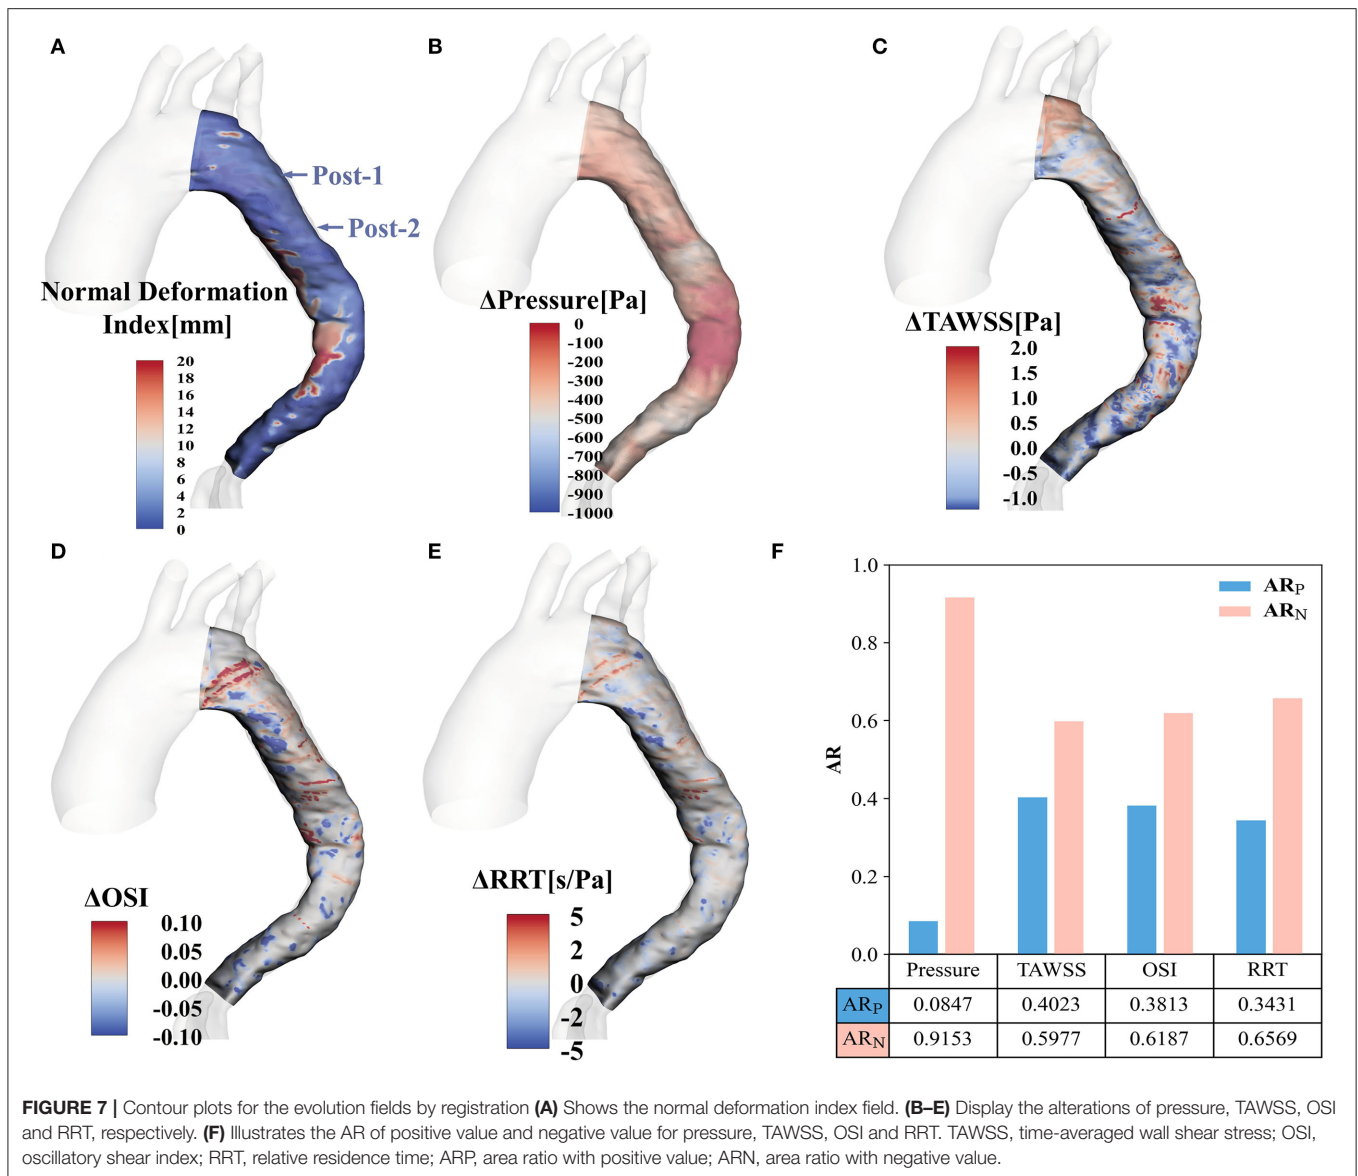 A
Post-1
Post-2
Normal Deformation
Index[mm]
20
18
16
14
12
10
8
6
4
2
0
B
ΔPressure[Pa]
0
-100
-200
-300
-400
-500
-600
-700
-800
-900
-1000
C
ΔTAWSS[Pa]
2.0
1.5
1.0
0.5
0.0
-0.5
-1.0
D
ΔOSI
0.10
0.05
0.00
-0.05
-0.10
E
ΔRRT[s/Pa]
5
2
0
-2
-5
F
1.0
0.8
0.6
0.4
0.2
0.0
AR
ARP
ARN
Pressure TAWSS OSI RRT
ARP 0.0847 0.4023 0.3813 0.3431
ARN 0.9153 0.5977 0.6187 0.6569
FIGURE 7 | Contour plots for the evolution fields by registration (A) Shows the normal deformation index field. (B–E) Display the alterations of pressure, TAWSS, OSI
and RRT, respectively. (F) Illustrates the AR of positive value and negative value for pressure, TAWSS, OSI and RRT. TAWSS, time-averaged wall shear stress; OSI,
oscillatory shear index; RRT, relative residence time; ARP, area ratio with positive value; ARN, area ratio with negative value.